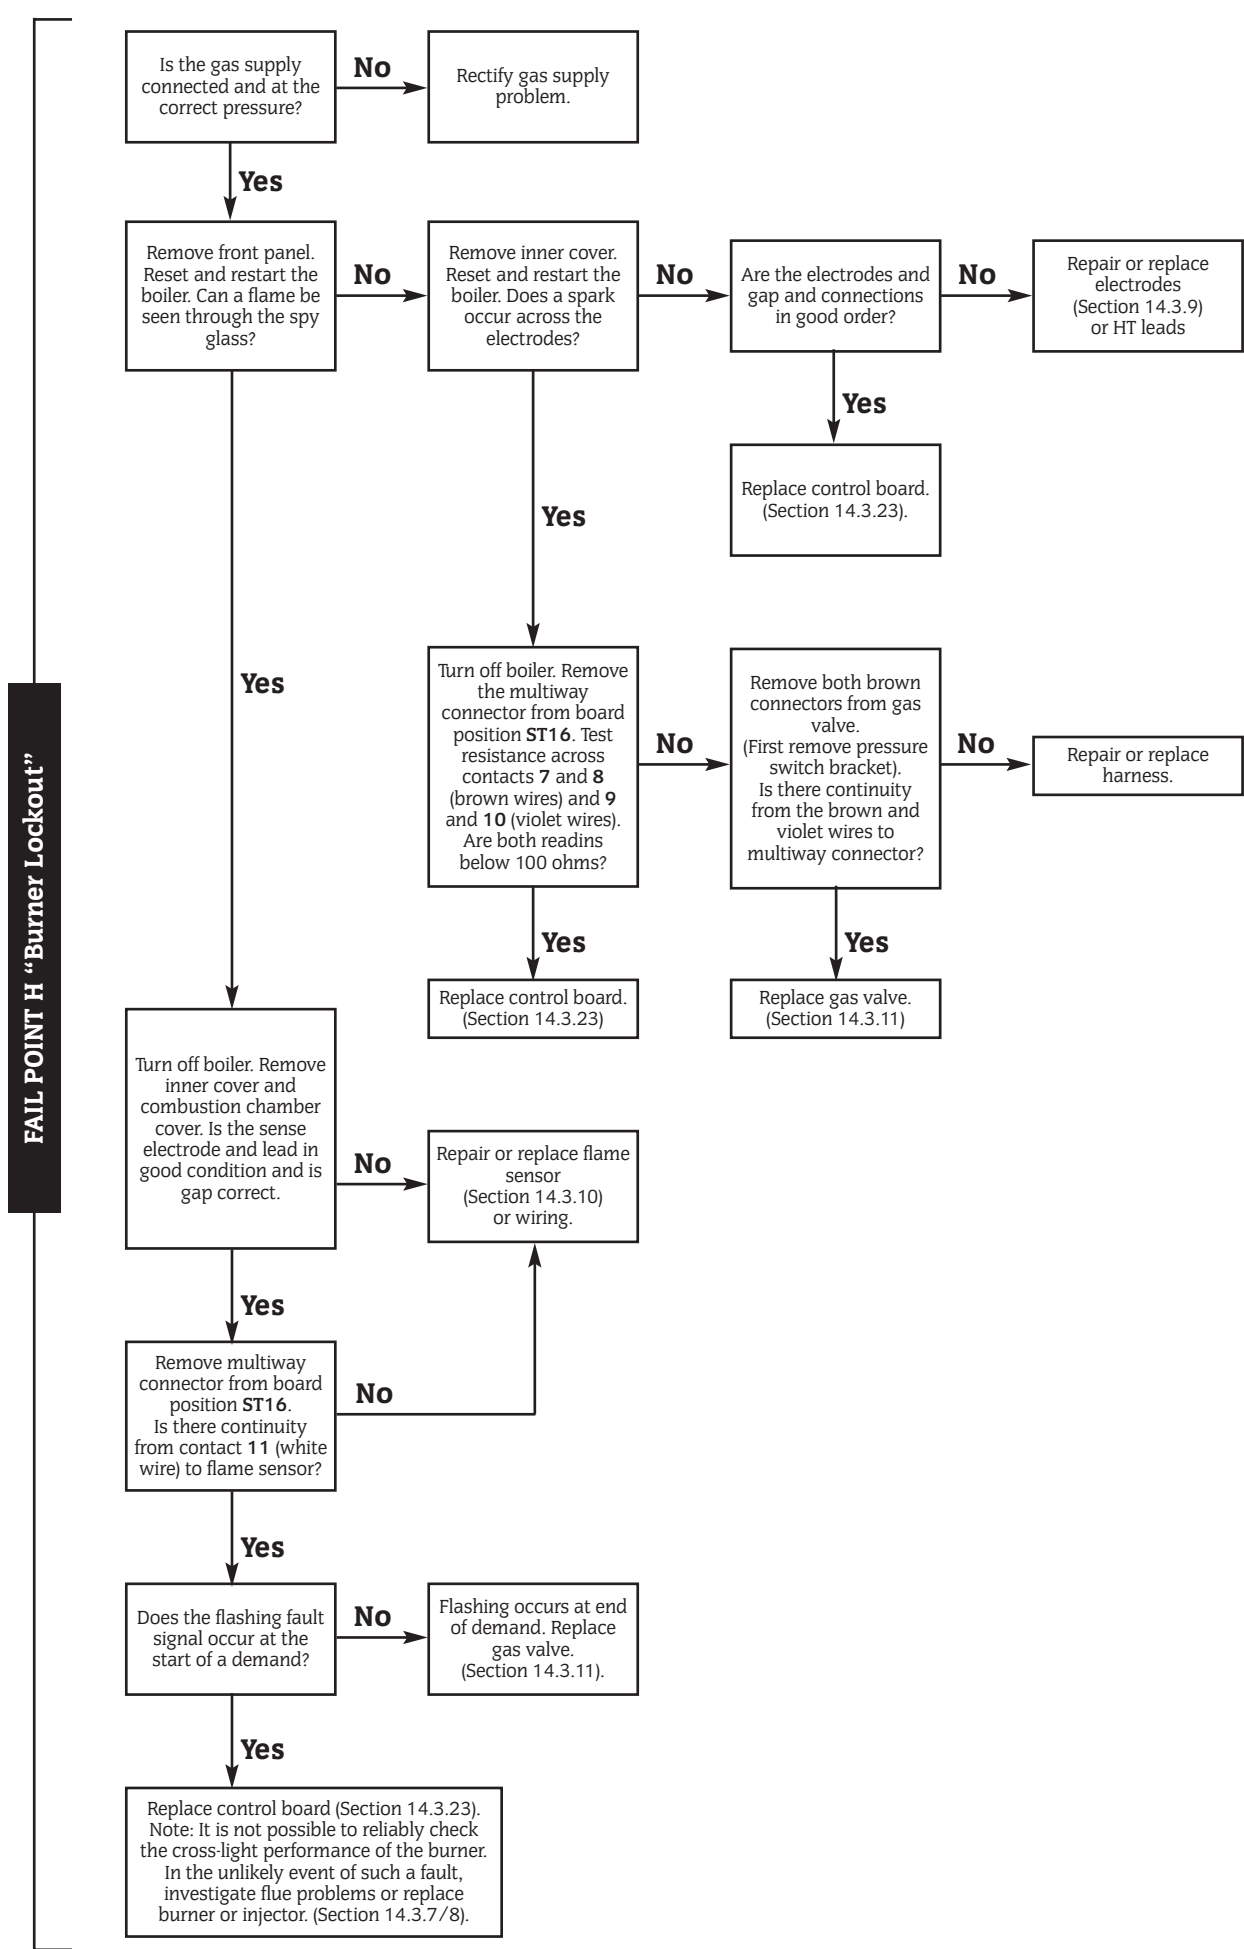 FAIL POINT H “Burner Lockout”
Is the gas supply
connected and at the
correct pressure?
No
Rectify gas supply
problem.
Yes
Remove front panel.
Reset and restart the
boiler. Can a flame be
seen through the spy
glass?
No
Remove inner cover.
Reset and restart the
boiler. Does a spark
occur across the
electrodes?
No
Are the electrodes and
gap and connections
in good order?
No
Repair or replace
electrodes
(Section 14.3.9)
or HT leads
Yes
Replace control board.
(Section 14.3.23).
Yes
Turn off boiler. Remove
the multiway
connector from board
position ST16. Test
resistance across
contacts 7 and 8
(brown wires) and 9
and 10 (violet wires).
Are both readins
below 100 ohms?
No
Remove both brown
connectors from gas
valve.
(First remove pressure
switch bracket).
Is there continuity
from the brown and
violet wires to
multiway connector?
No
Repair or replace
harness.
Yes
Replace control board.
(Section 14.3.23)
Yes
Replace gas valve.
(Section 14.3.11)
Yes
Turn off boiler. Remove
inner cover and
combustion chamber
cover. Is the sense
electrode and lead in
good condition and is
gap correct.
No
Repair or replace flame
sensor
(Section 14.3.10)
or wiring.
Yes
Remove multiway
connector from board
position ST16.
Is there continuity
from contact 11 (white
wire) to flame sensor?
No
Yes
Does the flashing fault
signal occur at the
start of a demand?
No
Flashing occurs at end
of demand. Replace
gas valve.
(Section 14.3.11).
Yes
Replace control board (Section 14.3.23).
Note: It is not possible to reliably check
the cross-light performance of the burner.
In the unlikely event of such a fault,
investigate flue problems or replace
burner or injector. (Section 14.3.7/8).